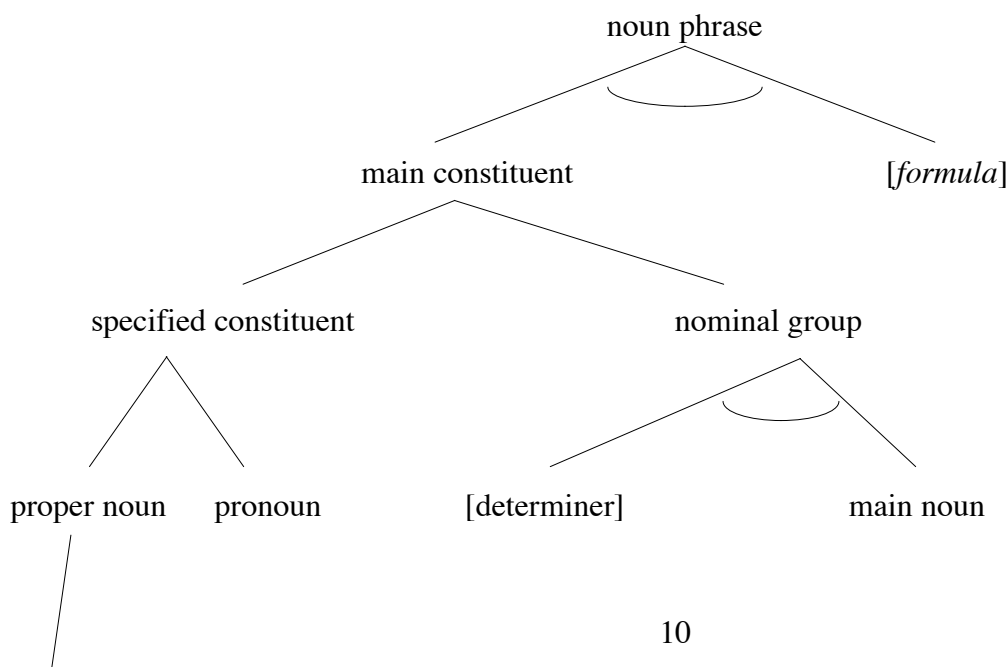 noun phrase
main constituent [formula]
specified constituent nominal group
proper noun pronoun [determiner] main noun
10